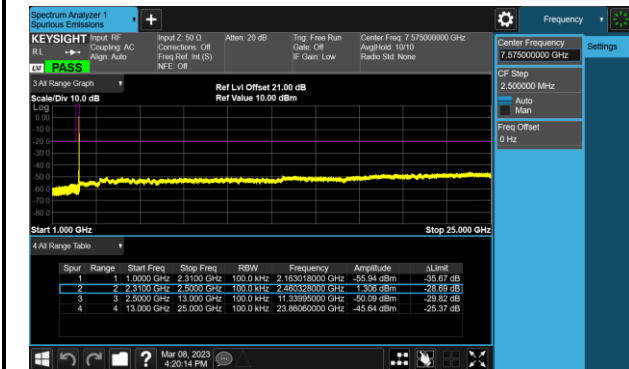 Spectrum Analyzer 1
Spurious Emissions
+
Frequency
KEYSIGHT Input: RF Input Z: 50 Ω Atten: 20 dB Trig: Free Run Center Freq: 7.575000000 GHz
RL Coupling: AC Corrections: Off Gate: Off Avg|Hold: 10/10
Align: Auto Freq Ref: Int (S) IF Gain: Low Radio Std: None
NFE: Off
LXI PASS
Center Frequency
7.575000000 GHz
Settings
CF Step
2.500000 MHz
Auto
Man
Freq Offset
0 Hz
3 All Range Graph
Ref Lvl Offset 21.00 dB
Scale/Div 10.0 dB Ref Value 10.00 dBm
Log
0.00
-10.0
-20.0
-30.0
-40.0
-50.0
-60.0
-70.0
-80.0
Start 1.000 GHz Stop 25.000 GHz
4 All Range Table
Spur Range Start Freq Stop Freq RBW Frequency Amplitude ΔLimit
1 1 1.0000 GHz 2.3100 GHz 100.0 kHz 2.163018000 GHz -55.94 dBm -35.67 dB
2 2 2.3100 GHz 2.5000 GHz 100.0 kHz 2.460328000 GHz 1.306 dBm -28.69 dB
3 3 2.5000 GHz 13.000 GHz 100.0 kHz 11.33995000 GHz -50.09 dBm -29.82 dB
4 4 13.000 GHz 25.000 GHz 100.0 kHz 23.86060000 GHz -45.64 dBm -25.37 dB
?
Mar 08, 2023
4:20:14 PM